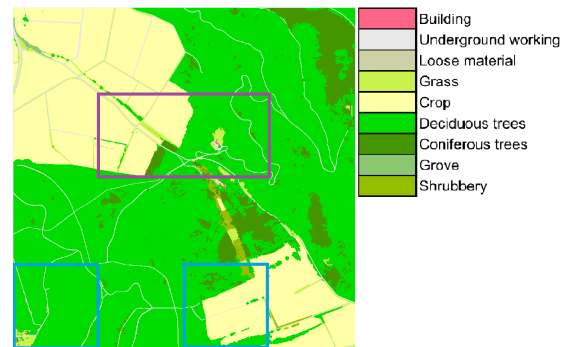 Building
Underground working
Loose material
Grass
Crop
Deciduous trees
Coniferous trees
Grove
Shrubbery